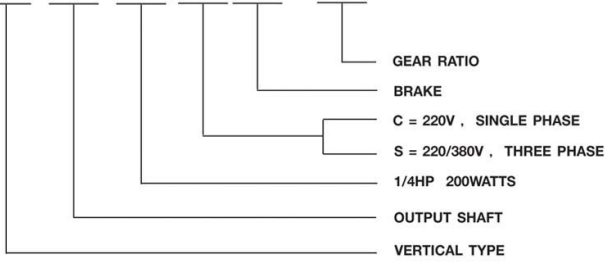 GEAR RATIO
BRAKE
C = 220V , SINGLE PHASE
S = 220/380V , THREE PHASE
1/4HP 200WATTS
OUTPUT SHAFT
VERTICAL TYPE